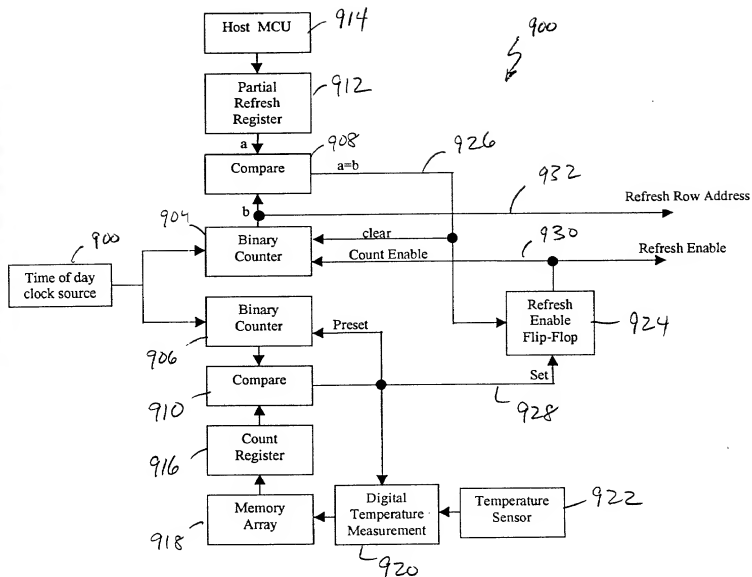 Host MCU
914
900
Partial
Refresh
Register
912
a
908
Compare
a=b
926
932
b
Refresh Row Address
904
900
Binary
Counter
clear
930
Count Enable
Refresh Enable
Time of day
clock source
Binary
Counter
Preset
Refresh
Enable
Flip-Flop
924
906
Compare
Set
910
928
Count
Register
916
Memory
Array
918
Digital
Temperature
Measurement
920
Temperature
Sensor
922